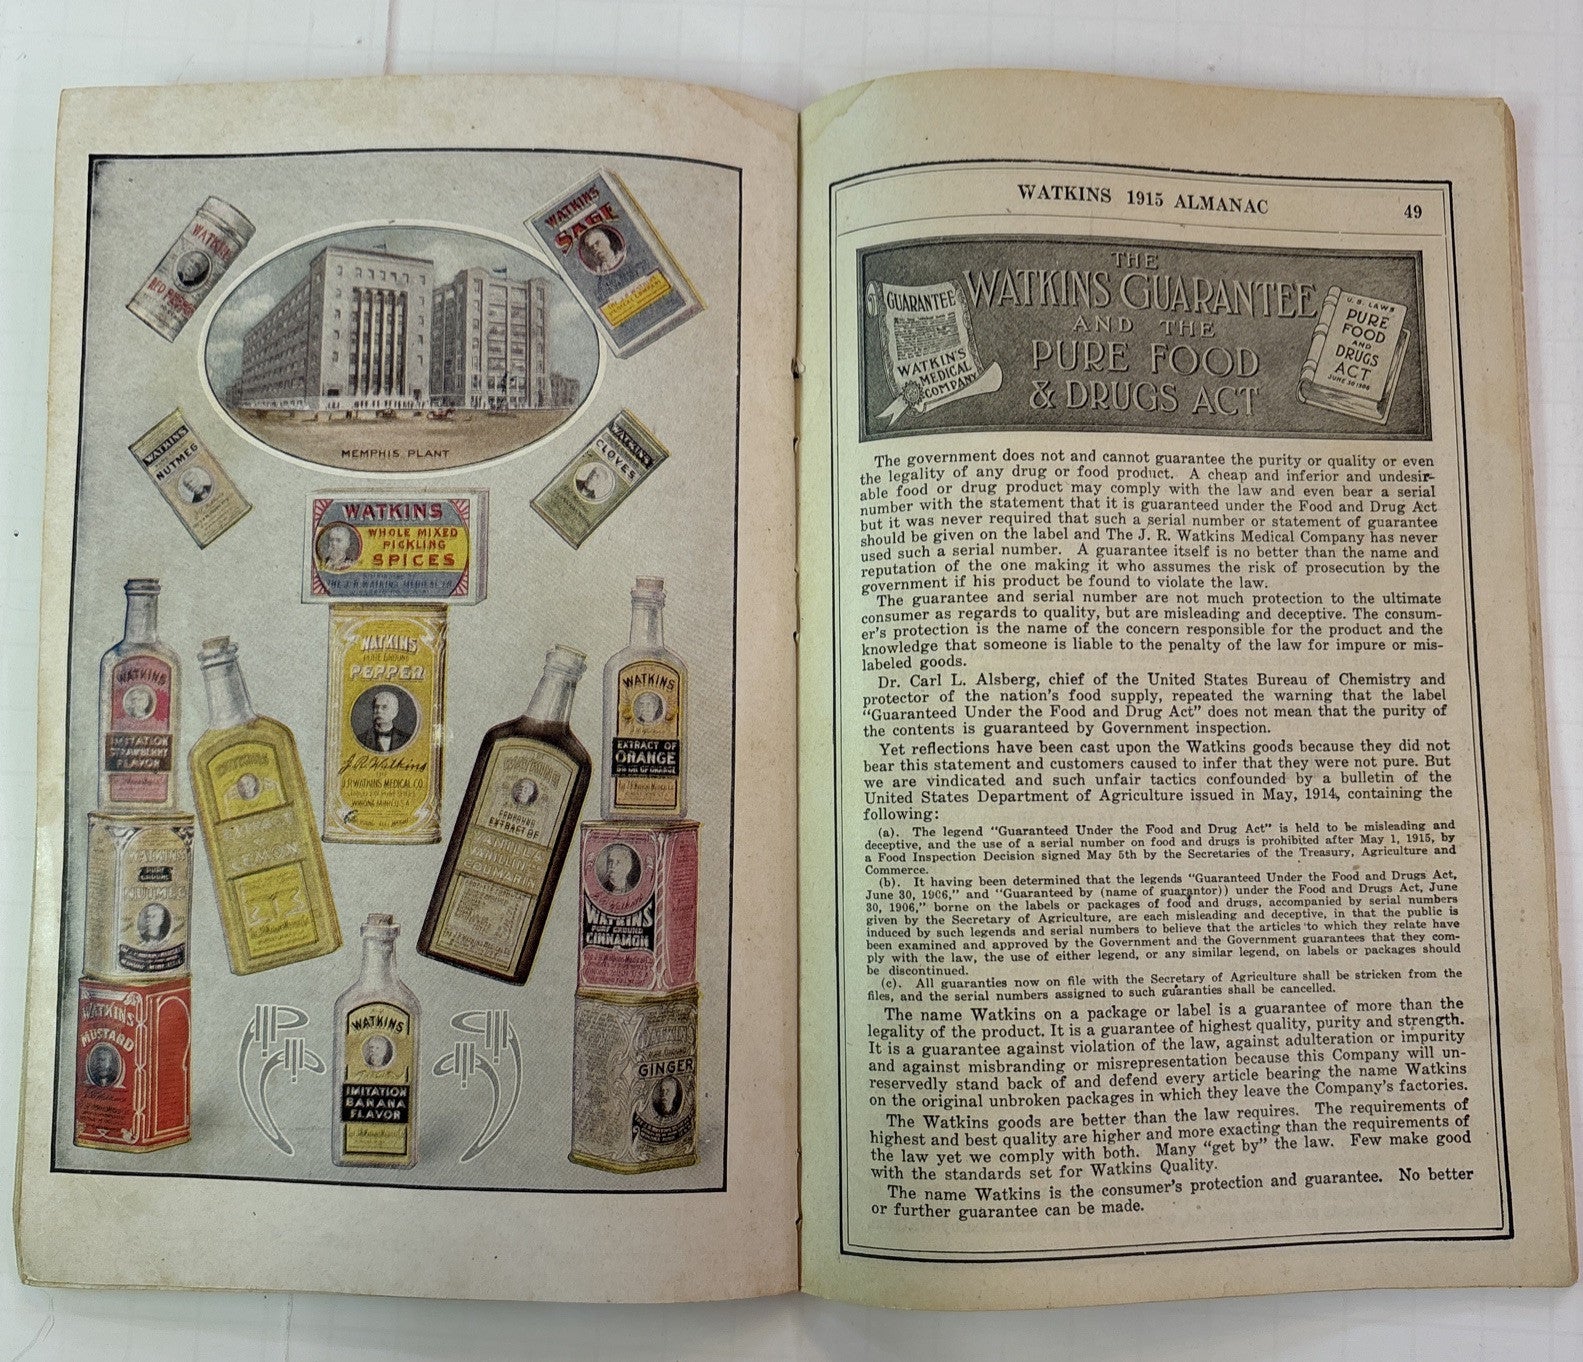 WATKINS
RED PEPPER
WATKINS
SAGE
MEMPHIS PLANT
WATKINS
NUTMEG
WATKINS
CLOVES
WATKINS
WHOLE MIXED
PICKLING
SPICES
THE J.R. WATKINS MEDICAL CO.
WATKINS
PURE GROUND
PEPPER
J.R. Watkins
J.R. WATKINS MEDICAL CO.
WINONA, MINN. U.S.A.
WATKINS
IMITATION
STRAWBERRY
FLAVOR
WATKINS
LEMON
WATKINS
COMPOUND
EXTRACT OF
VANILLA
VANILLIN
COUMARIN
WATKINS
EXTRACT OF
ORANGE
OR OIL OF ORANGE
WATKINS
PURE GROUND
NUTMEG
WATKINS
PURE GROUND
CINNAMON
WATKINS
MUSTARD
WATKINS
IMITATION
BANANA
FLAVOR
WATKINS
PURE GROUND
GINGER
WATKINS 1915 ALMANAC
49
GUARANTEE
WATKIN'S
MEDICAL
COMPANY
THE
WATKINS GUARANTEE
AND THE
PURE FOOD
& DRUGS ACT
U.S. LAWS
PURE
FOOD
AND
DRUGS
ACT
JUNE 30 1906
The government does not and cannot guarantee the purity or quality or even
the legality of any drug or food product. A cheap and inferior and undesir-
able food or drug product may comply with the law and even bear a serial
number with the statement that it is guaranteed under the Food and Drug Act
but it was never required that such a serial number or statement of guarantee
should be given on the label and The J. R. Watkins Medical Company has never
used such a serial number. A guarantee itself is no better than the name and
reputation of the one making it who assumes the risk of prosecution by the
government if his product be found to violate the law.
The guarantee and serial number are not much protection to the ultimate
consumer as regards to quality, but are misleading and deceptive. The consum-
er's protection is the name of the concern responsible for the product and the
knowledge that someone is liable to the penalty of the law for impure or mis-
labeled goods.
Dr. Carl L. Alsberg, chief of the United States Bureau of Chemistry and
protector of the nation's food supply, repeated the warning that the label
"Guaranteed Under the Food and Drug Act" does not mean that the purity of
the contents is guaranteed by Government inspection.
Yet reflections have been cast upon the Watkins goods because they did not
bear this statement and customers caused to infer that they were not pure. But
we are vindicated and such unfair tactics confounded by a bulletin of the
United States Department of Agriculture issued in May, 1914, containing the
following:
(a). The legend "Guaranteed Under the Food and Drug Act" is held to be misleading and
deceptive, and the use of a serial number on food and drugs is prohibited after May 1, 1915, by
a Food Inspection Decision signed May 5th by the Secretaries of the Treasury, Agriculture and
Commerce.
(b). It having been determined that the legends "Guaranteed Under the Food and Drugs Act,
June 30, 1906," and "Guaranteed by (name of guarantor)) under the Food and Drugs Act, June
30, 1906," borne on the labels or packages of food and drugs, accompanied by serial numbers
given by the Secretary of Agriculture, are each misleading and deceptive, in that the public is
induced by such legends and serial numbers to believe that the articles to which they relate have
been examined and approved by the Government and the Government guarantees that they com-
ply with the law, the use of either legend, or any similar legend, on labels or packages should
be discontinued.
(c). All guaranties now on file with the Secretary of Agriculture shall be stricken from the
files, and the serial numbers assigned to such guaranties shall be cancelled.
The name Watkins on a package or label is a guarantee of more than the
legality of the product. It is a guarantee of highest quality, purity and strength.
It is a guarantee against violation of the law, against adulteration or impurity
and against misbranding or misrepresentation because this Company will un-
reservedly stand back of and defend every article bearing the name Watkins
on the original unbroken packages in which they leave the Company's factories.
The Watkins goods are better than the law requires. The requirements of
highest and best quality are higher and more exacting than the requirements of
the law yet we comply with both. Many "get by" the law. Few make good
with the standards set for Watkins Quality.
The name Watkins is the consumer's protection and guarantee. No better
or further guarantee can be made.